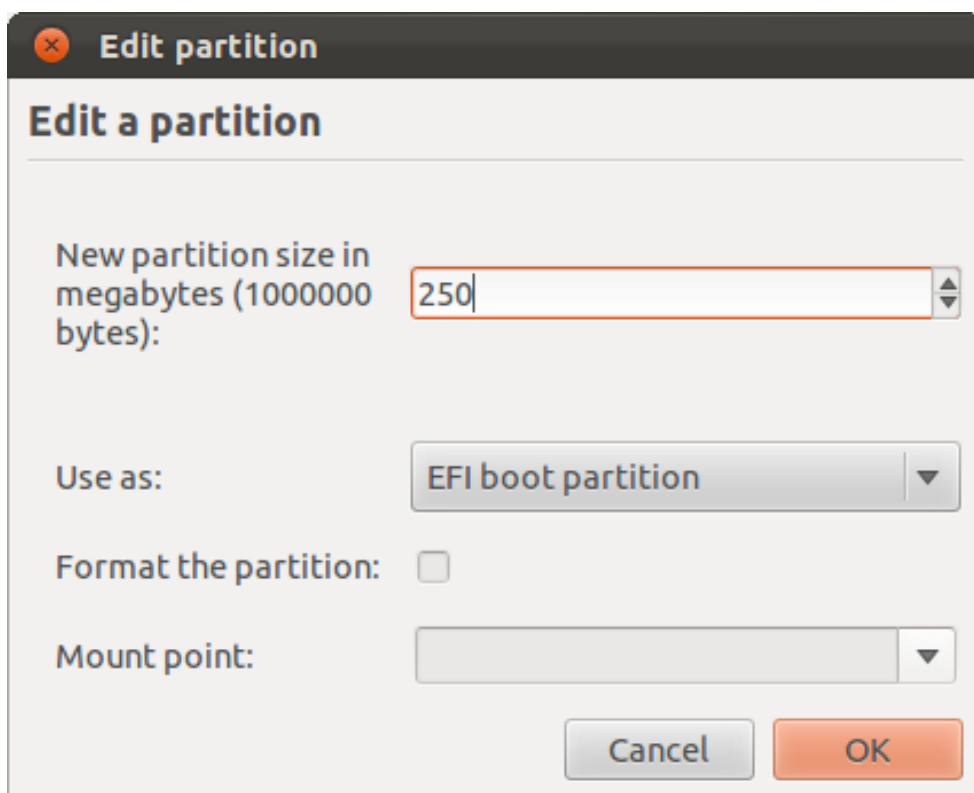 Edit partition
Edit a partition
New partition size in
megabytes (1000000
bytes):
250
Use as:
EFI boot partition
Format the partition:
Mount point:
Cancel
OK